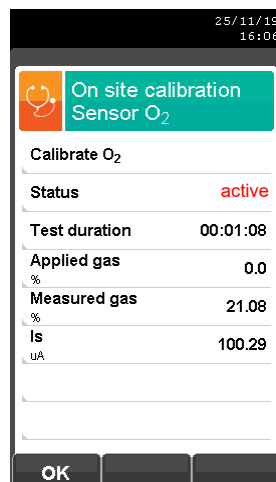 25/11/19
16:06
On site calibration
Sensor O₂
Calibrate O₂
Status active
Test duration 00:01:08
Applied gas
% 0.0
Measured gas
% 21.08
Is
uA 100.29
OK